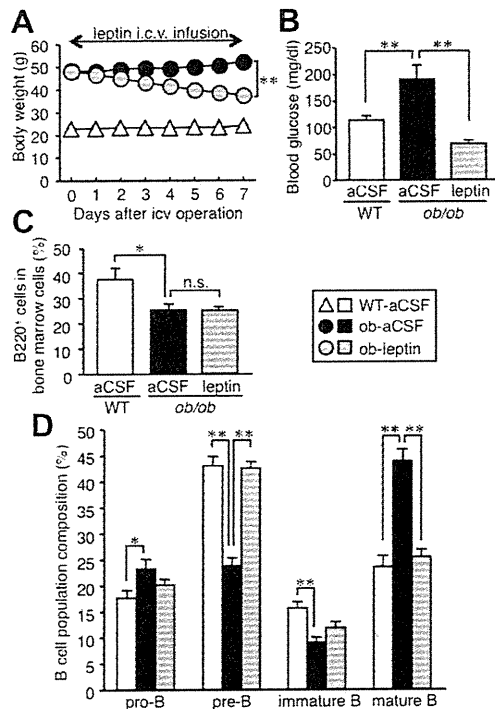 A
leptin i.c.v. infusion
Body weight (g)
60
50
40
30
20
10
0
**
0 1 2 3 4 5 6 7
Days after icv operation
B
Blood glucose (mg/dl)
250
200
150
100
50
0
** **
aCSF aCSF leptin
WT ob/ob
C
B220+ cells in
bone marrow cells (%)
50
40
30
20
10
0
*
n.s.
aCSF aCSF leptin
WT ob/ob
WT-aCSF
ob-aCSF
ob-leptin
D
B cell population composition (%)
50
45
40
35
30
25
20
15
10
5
0
*
** **
**
** **
pro-B pre-B immature B mature B